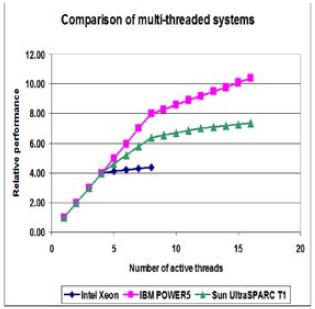 Comparison of multi-threaded systems
12.00
10.00
8.00
6.00
4.00
2.00
0.00
Relative performance
0 5 10 15 20
Number of active threads
Intel Xeon IBM POWER5 Sun UltraSPARC T1